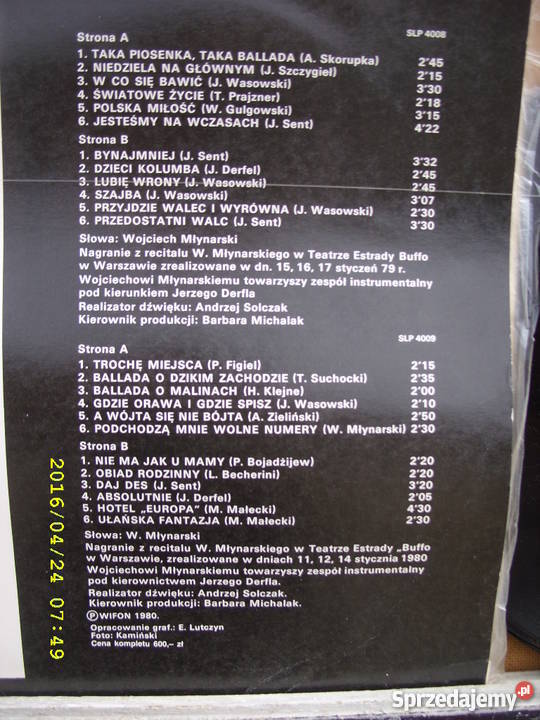 Strona A SLP 4008
1. TAKA PIOSENKA, TAKA BALLADA (A. Skorupka) 2'45
2. NIEDZIELA NA GŁÓWNYM (J. Szczygieł) 2'15
3. W CO SIĘ BAWIĆ (J. Wasowski) 3'30
4. ŚWIATOWE ŻYCIE (T. Prajzner) 2'18
5. POLSKA MIŁOŚĆ (W. Gulgowski) 3'15
6. JESTEŚMY NA WCZASACH (J. Sent) 4'22
Strona B
1. BYNAJMNIEJ (J. Sent) 3'32
2. DZIECI KOLUMBA (J. Derfel) 2'45
3. LUBIĘ WRONY (J. Wasowski) 2'45
4. SZAJBA (J. Wasowski) 3'07
5. PRZYJDZIE WALEC I WYRÓWNA (J. Wasowski) 2'30
6. PRZEDOSTATNI WALC (J. Sent) 3'30
Słowa: Wojciech Młynarski
Nagranie z recitalu W. Młynarskiego w Teatrze Estrady Buffo
w Warszawie zrealizowane w dn. 15, 16, 17 styczeń 79 r.
Wojciechowi Młynarskiemu towarzyszy zespół instrumentalny
pod kierunkiem Jerzego Derfla
Realizator dźwięku: Andrzej Solczak
Kierownik produkcji: Barbara Michalak
SLP 4009
Strona A
1. TROCHĘ MIEJSCA (P. Figiel) 2'15
2. BALLADA O DZIKIM ZACHODZIE (T. Suchocki) 2'35
3. BALLADA O MALINACH (H. Klejne) 2'00
4. GDZIE ORAWA I GDZIE SPISZ (J. Wasowski) 2'10
5. A WÓJTA SIĘ NIE BÓJTA (A. Zieliński) 2'50
6. PODCHODZĄ MNIE WOLNE NUMERY (W. Młynarski) 2'30
Strona B
1. NIE MA JAK U MAMY (P. Bojadżijew) 2'20
2. OBIAD RODZINNY (L. Becherini) 2'20
3. DAJ DES (J. Sent) 3'20
4. ABSOLUTNIE (J. Derfel) 2'05
5. HOTEL „EUROPA" (M. Małecki) 4'30
6. UŁAŃSKA FANTAZJA (M. Małecki) 2'30
Słowa: W. Młynarski
Nagranie z recitalu W. Młynarskiego w Teatrze Estrady „Buffo
w Warszawie, zrealizowane w dniach 11, 12, 14 stycznia 1980
Wojciechowi Młynarskiemu towarzyszy zespół instrumentalny
pod kierownictwem Jerzego Derfla.
Realizator dźwięku: Andrzej Solczak.
Kierownik produkcji: Barbara Michalak.
Ⓟ WIFON 1980.
Opracowanie graf.: E. Lutczyn
Foto: Kamiński
Cena kompletu 600,– zł
2016/04/24 07:49
Sprzedajemy.pl